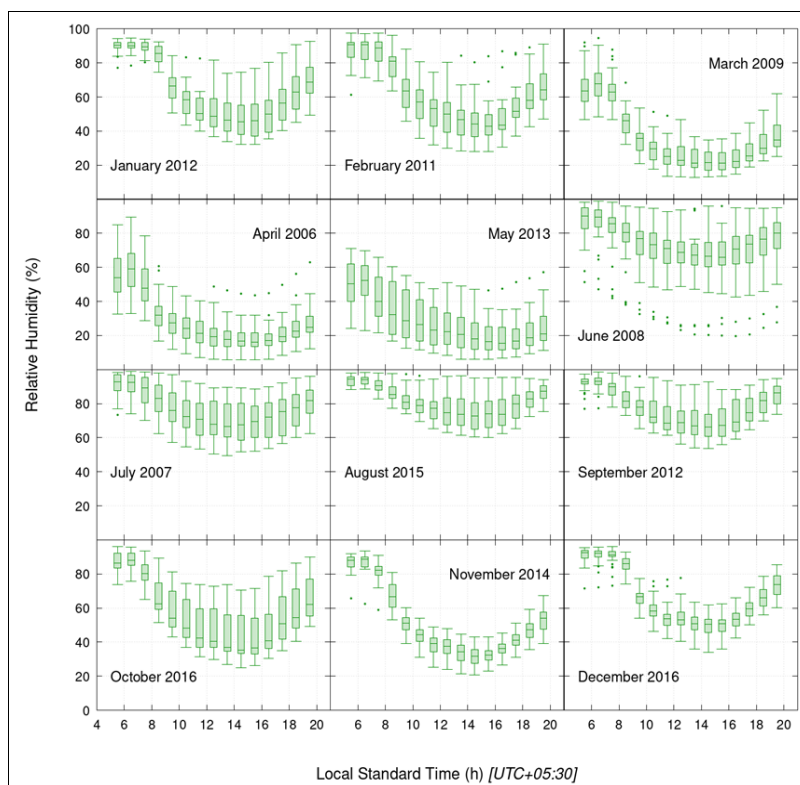 100
80
60
40
20
January 2012
February 2011
March 2009
80
60
40
20
April 2006
May 2013
June 2008
80
60
40
20
July 2007
August 2015
September 2012
80
60
40
20
0
October 2016
November 2014
December 2016
4 6 8 10 12 14 16 18 20 6 8 10 12 14 16 18 20 6 8 10 12 14 16 18 20
Relative Humidity (%)
Local Standard Time (h) [UTC+05:30]